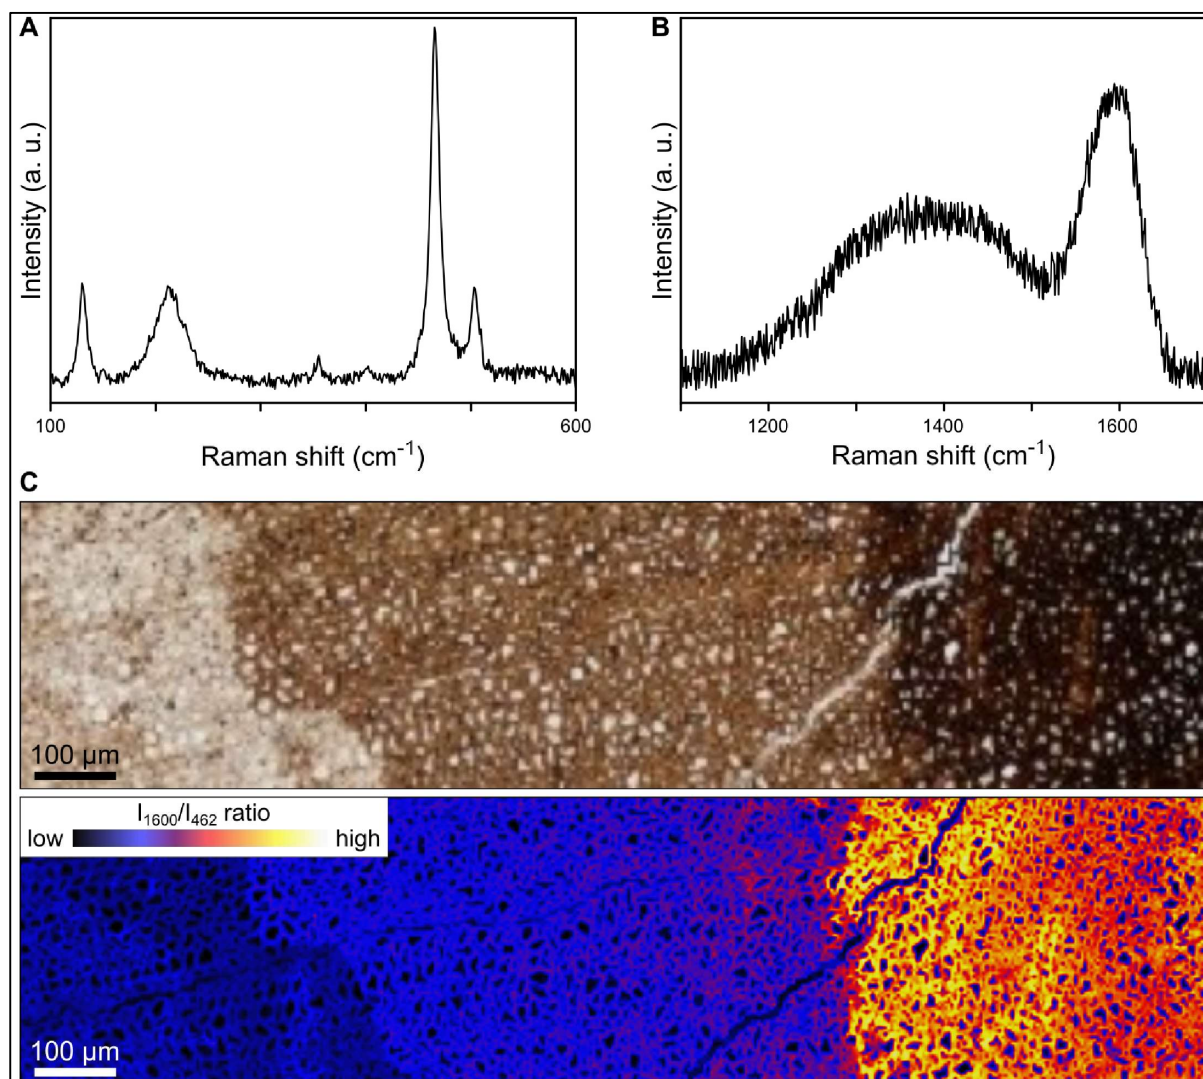 A
B
Intensity (a. u.)
Intensity (a. u.)
100
600
1200
1400
1600
Raman shift (cm⁻¹)
Raman shift (cm⁻¹)
C
100 µm
I₁₆₀₀/I₄₆₂ ratio
low
high
100 µm